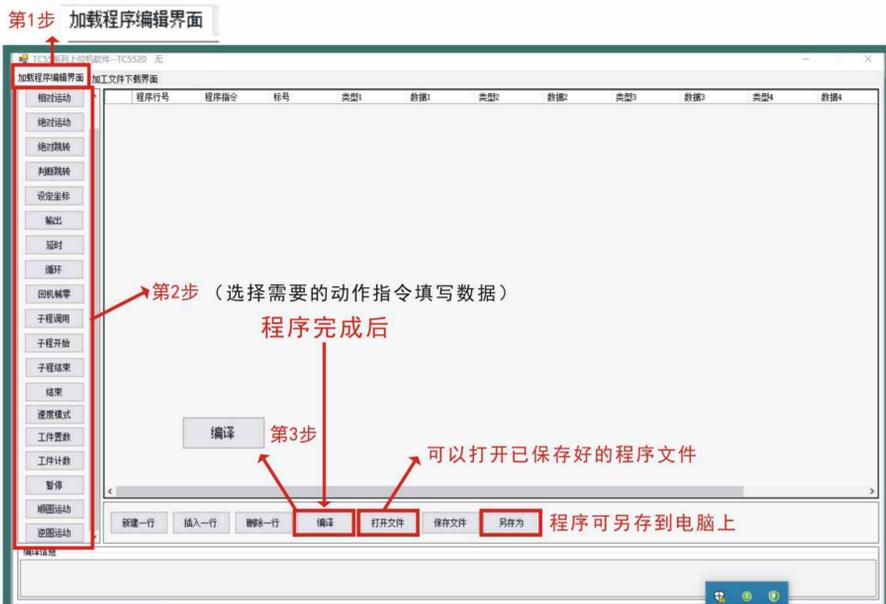 第1步 加载程序编辑界面
TC55系列上位机软件--TC5520 无
加载程序编辑界面 加工文件下载界面
程序行号 程序指令 标号 类型1 数据1 类型2 数据2 类型3 数据3 类型4 数据4
相对运动
绝对运动
绝对跳转
判断跳转
设定坐标
输出
延时
循环
回机械零
子程调用
子程开始
子程结束
结束
速度模式
工件置数
工件计数
暂停
顺圆运动
逆圆运动
第2步 (选择需要的动作指令填写数据)
程序完成后
编译 第3步
可以打开已保存好的程序文件
新建一行 插入一行 删除一行 编译 打开文件 保存文件 另存为 程序可另存到电脑上
编译信息